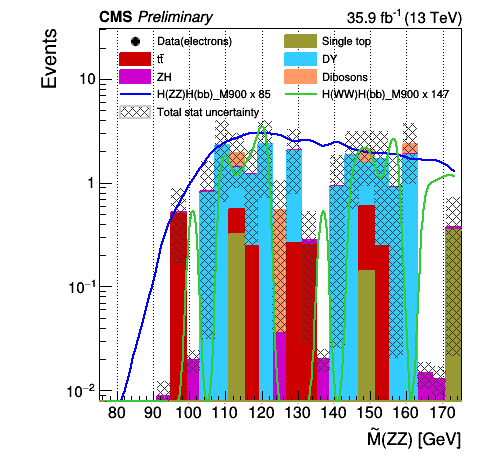 CMS Preliminary 35.9 fb⁻¹ (13 TeV)
Events
Data(electrons) Single top
tt̄ DY
ZH Dibosons
H(ZZ)H(bb)_M900 x 85 H(WW)H(bb)_M900 x 147
Total stat uncertainty
10
1
10⁻¹
10⁻²
80 90 100 110 120 130 140 150 160 170
M̃(ZZ) [GeV]